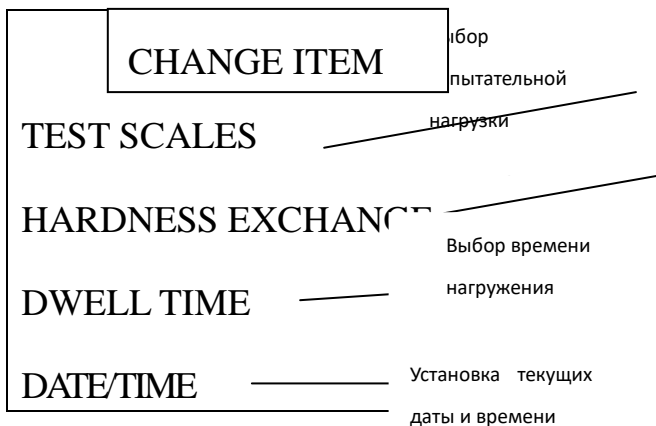 CHANGE ITEM
ыбор
пытательной
нагрузки
TEST SCALES
HARDNESS EXCHANGE
Выбор времени
нагружения
DWELL TIME
DATE/TIME
Установка текущих
даты и времени